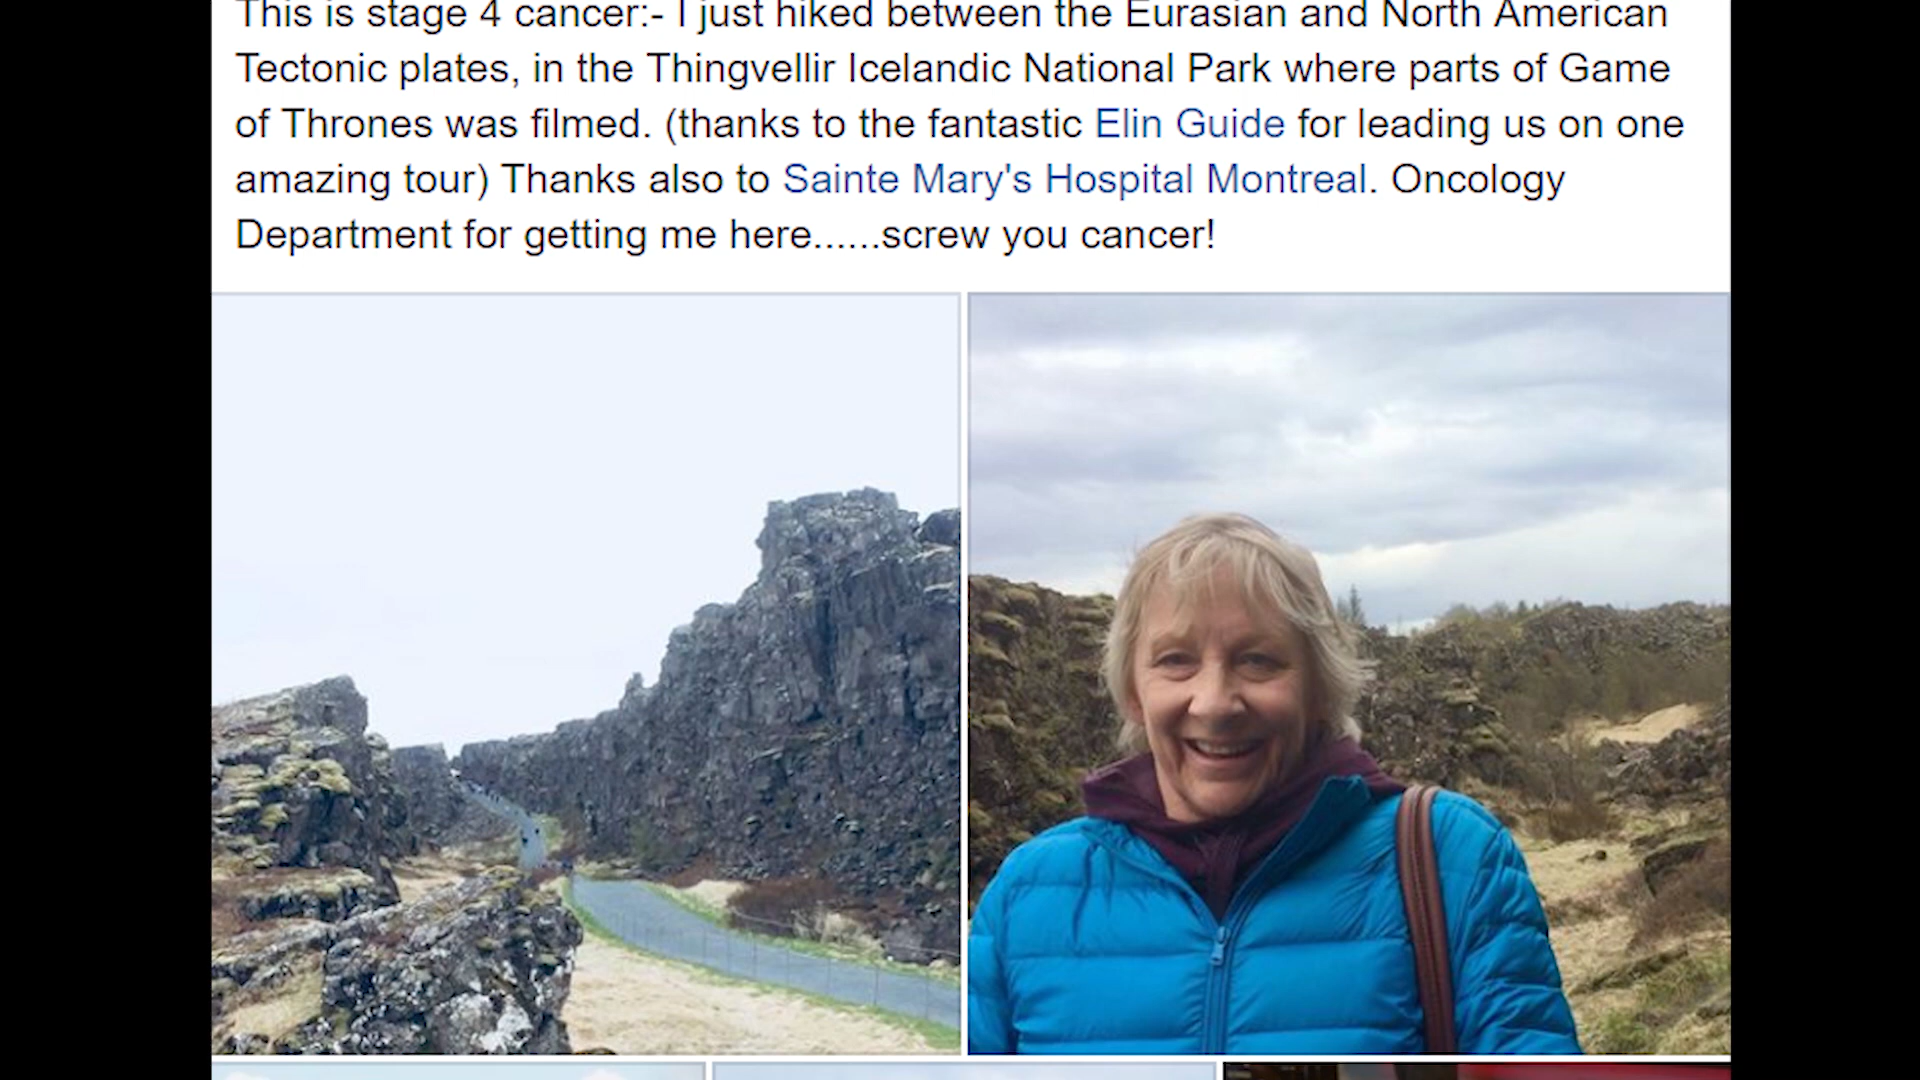 This is stage 4 cancer:- I just hiked between the Eurasian and North American
Tectonic plates, in the Thingvellir Icelandic National Park where parts of Game
of Thrones was filmed. (thanks to the fantastic Elin Guide for leading us on one
amazing tour) Thanks also to Sainte Mary's Hospital Montreal. Oncology
Department for getting me here......screw you cancer!